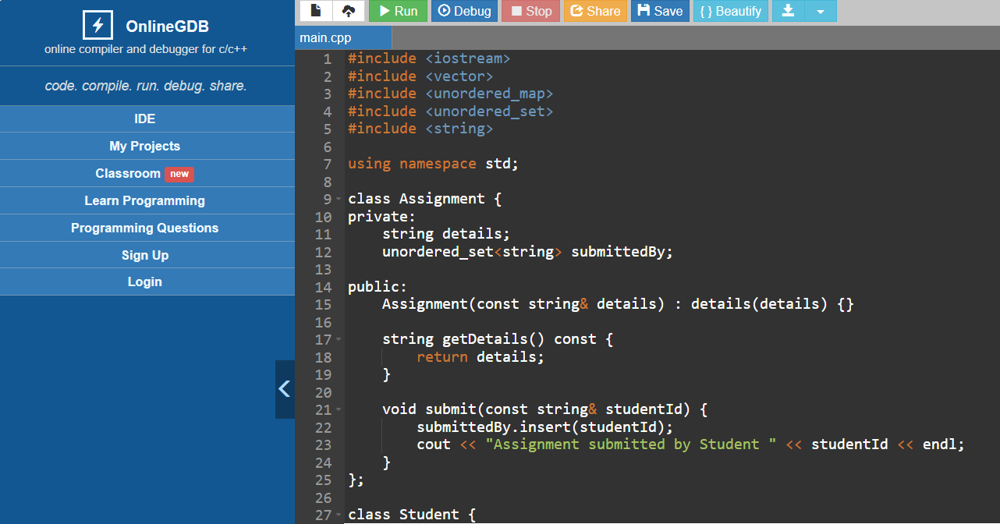 OnlineGDB
online compiler and debugger for c/c++
code. compile. run. debug. share.
IDE
My Projects
Classroom new
Learn Programming
Programming Questions
Sign Up
Login
Run Debug Stop Share Save { } Beautify
main.cpp
1 #include <iostream>
2 #include <vector>
3 #include <unordered_map>
4 #include <unordered_set>
5 #include <string>
6
7 using namespace std;
8
9 class Assignment {
10 private:
11     string details;
12     unordered_set<string> submittedBy;
13
14 public:
15     Assignment(const string& details) : details(details) {}
16
17     string getDetails() const {
18         return details;
19     }
20
21     void submit(const string& studentId) {
22         submittedBy.insert(studentId);
23         cout << "Assignment submitted by Student " << studentId << endl;
24     }
25 };
26
27 class Student {